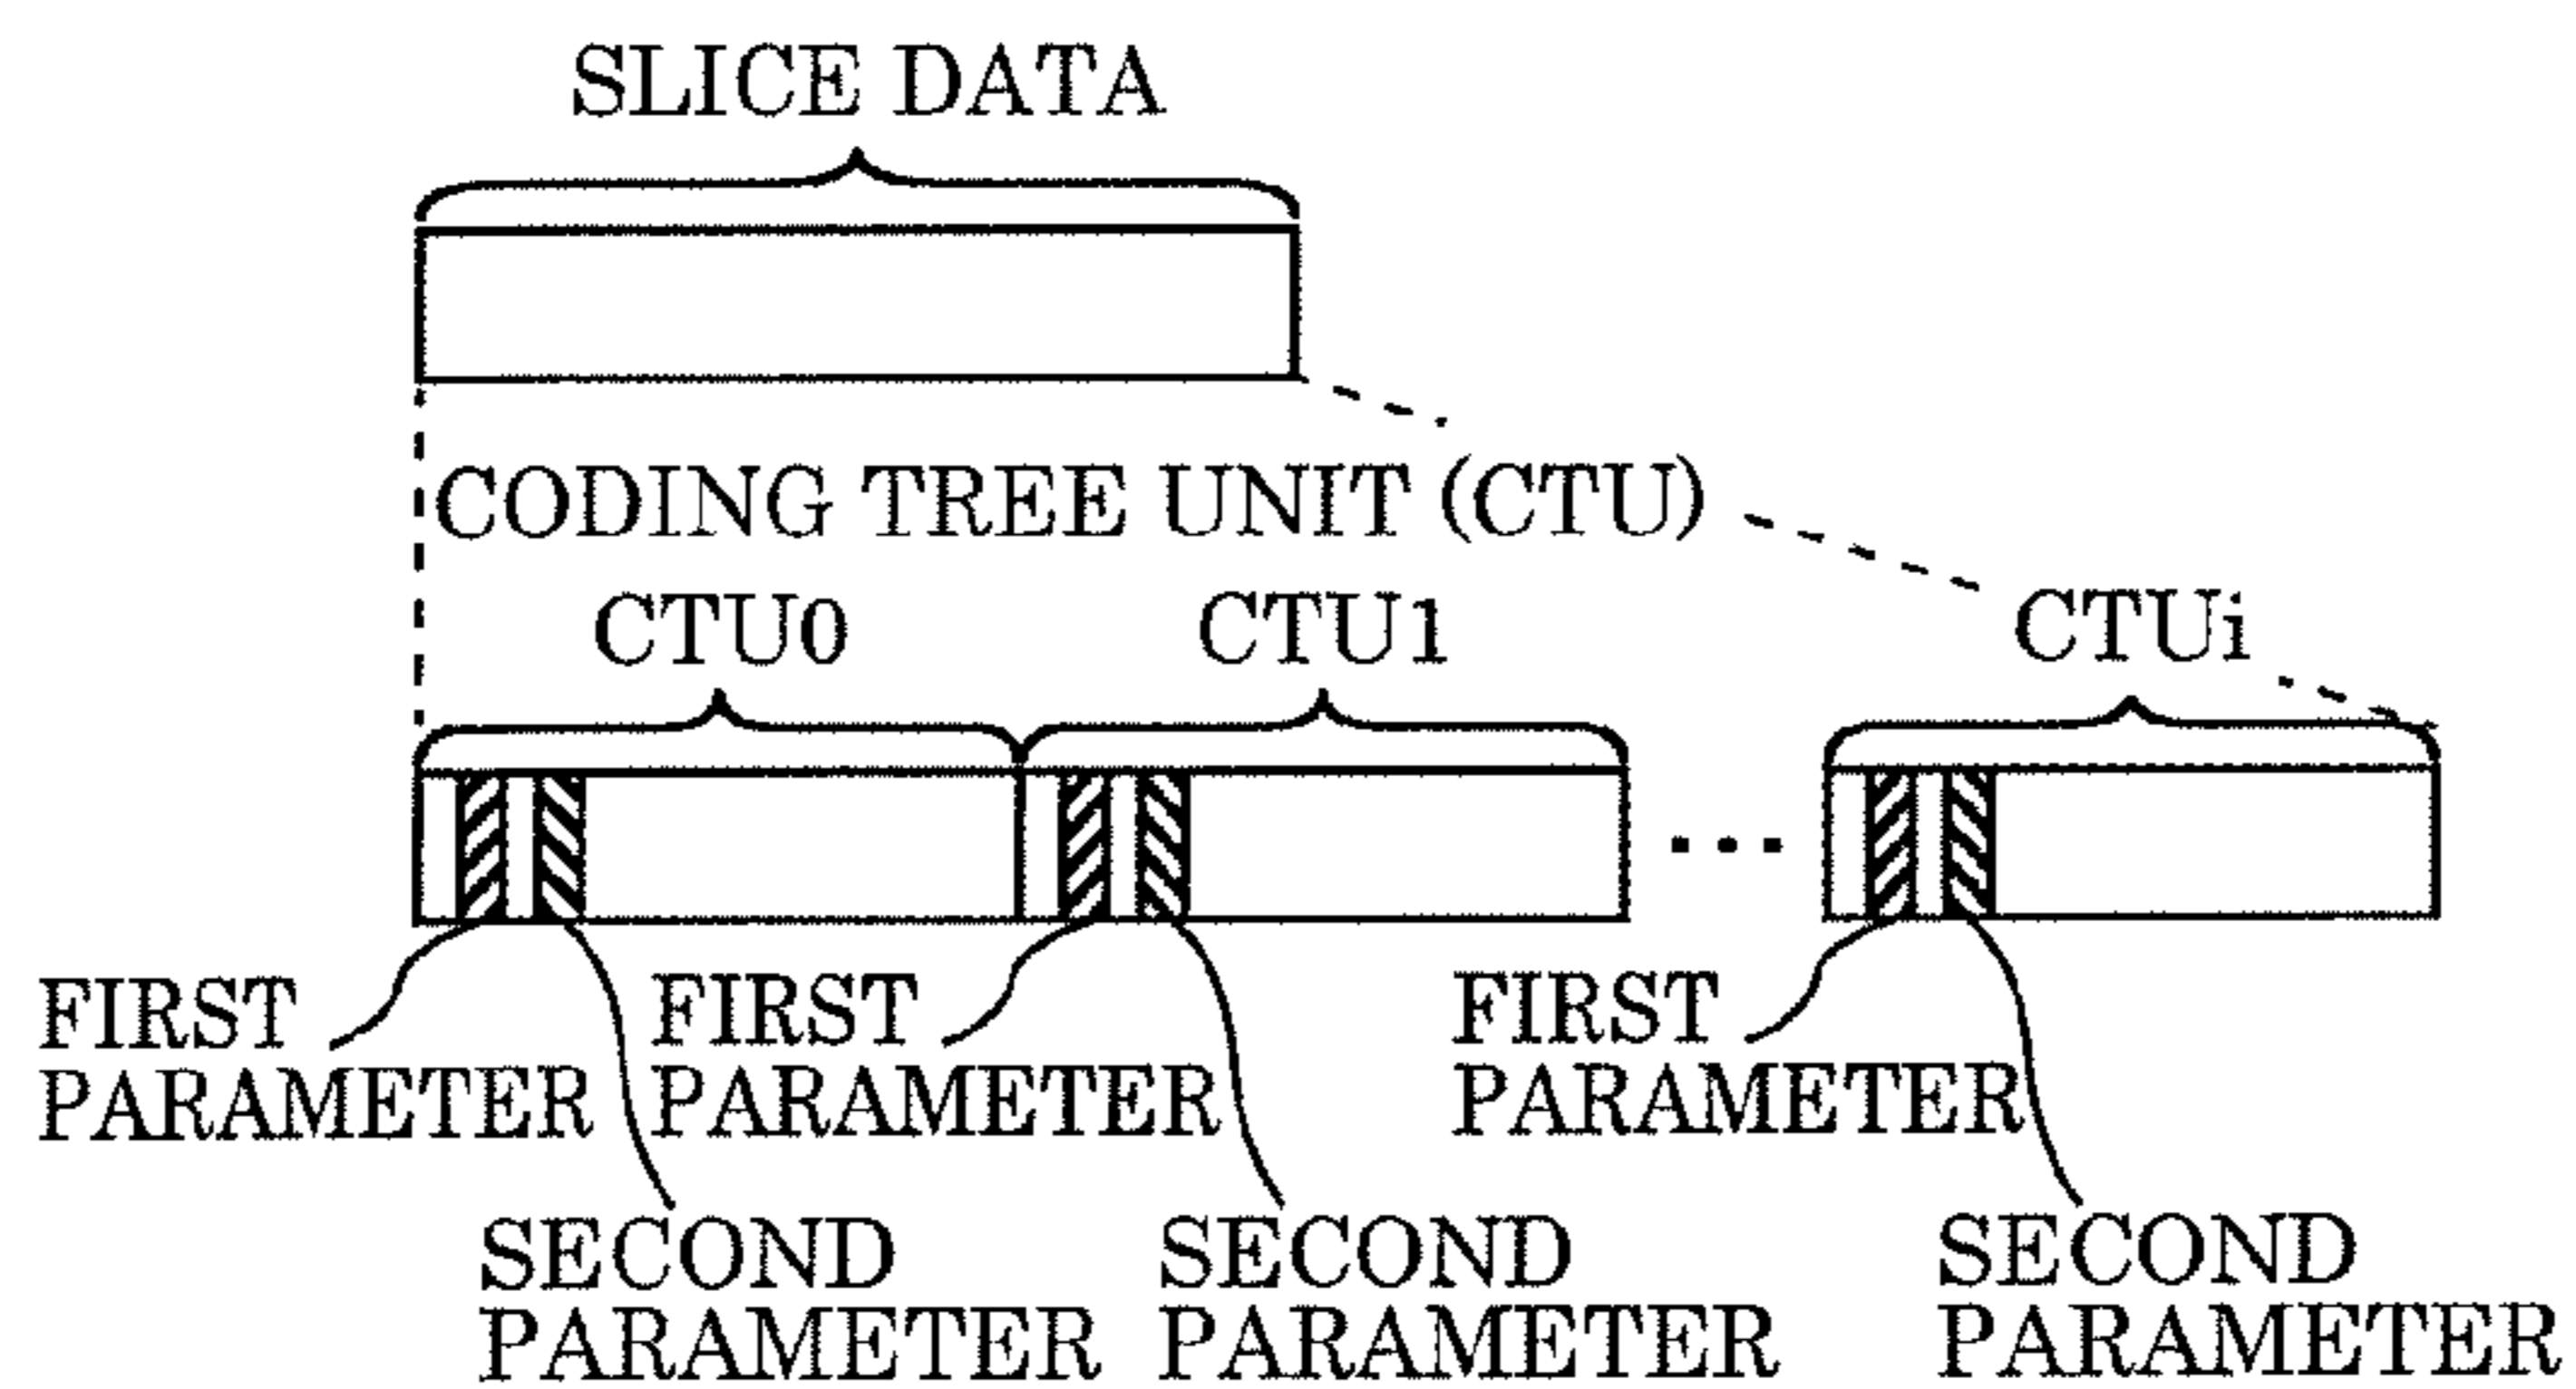 SLICE DATA
CODING TREE UNIT (CTU)
CTU0 CTU1 CTUi
FIRST PARAMETER
SECOND PARAMETER
FIRST PARAMETER
SECOND PARAMETER
FIRST PARAMETER
SECOND PARAMETER